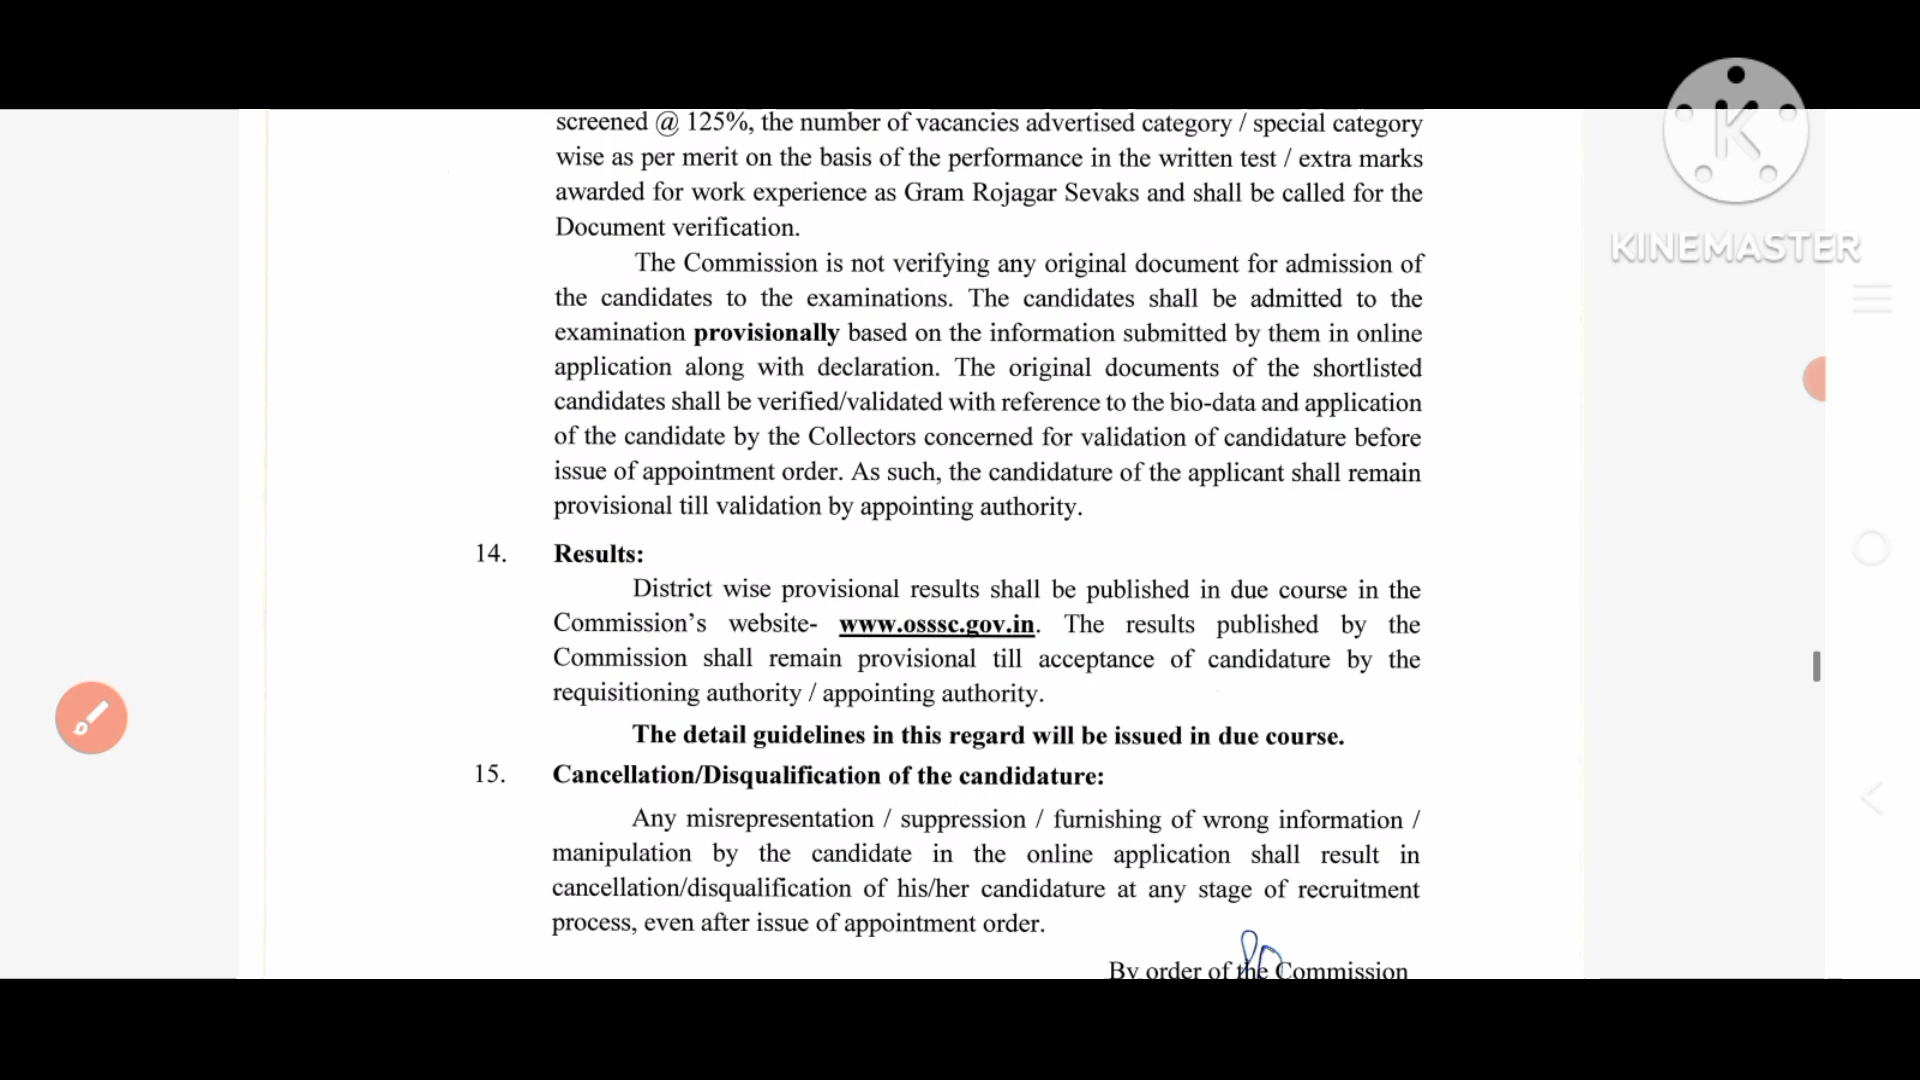 screened @ 125%, the number of vacancies advertised category / special category
wise as per merit on the basis of the performance in the written test / extra marks
awarded for work experience as Gram Rojagar Sevaks and shall be called for the
Document verification.
The Commission is not verifying any original document for admission of
the candidates to the examinations. The candidates shall be admitted to the
examination provisionally based on the information submitted by them in online
application along with declaration. The original documents of the shortlisted
candidates shall be verified/validated with reference to the bio-data and application
of the candidate by the Collectors concerned for validation of candidature before
issue of appointment order. As such, the candidature of the applicant shall remain
provisional till validation by appointing authority.
14. Results:
District wise provisional results shall be published in due course in the
Commission's website- www.osssc.gov.in. The results published by the
Commission shall remain provisional till acceptance of candidature by the
requisitioning authority / appointing authority.
The detail guidelines in this regard will be issued in due course.
15. Cancellation/Disqualification of the candidature:
Any misrepresentation / suppression / furnishing of wrong information /
manipulation by the candidate in the online application shall result in
cancellation/disqualification of his/her candidature at any stage of recruitment
process, even after issue of appointment order.
By order of the Commission
K
KINEMASTER